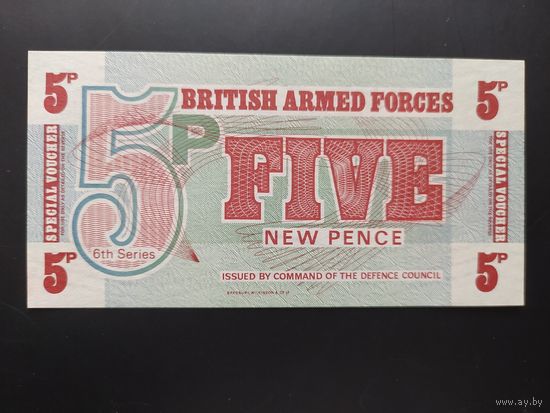 5P
5P
BRITISH ARMED FORCES
5P
FIVE
NEW PENCE
6th Series
ISSUED BY COMMAND OF THE DEFENCE COUNCIL
SPECIAL VOUCHER
SPECIAL VOUCHER
5P
5P
www.ay.by